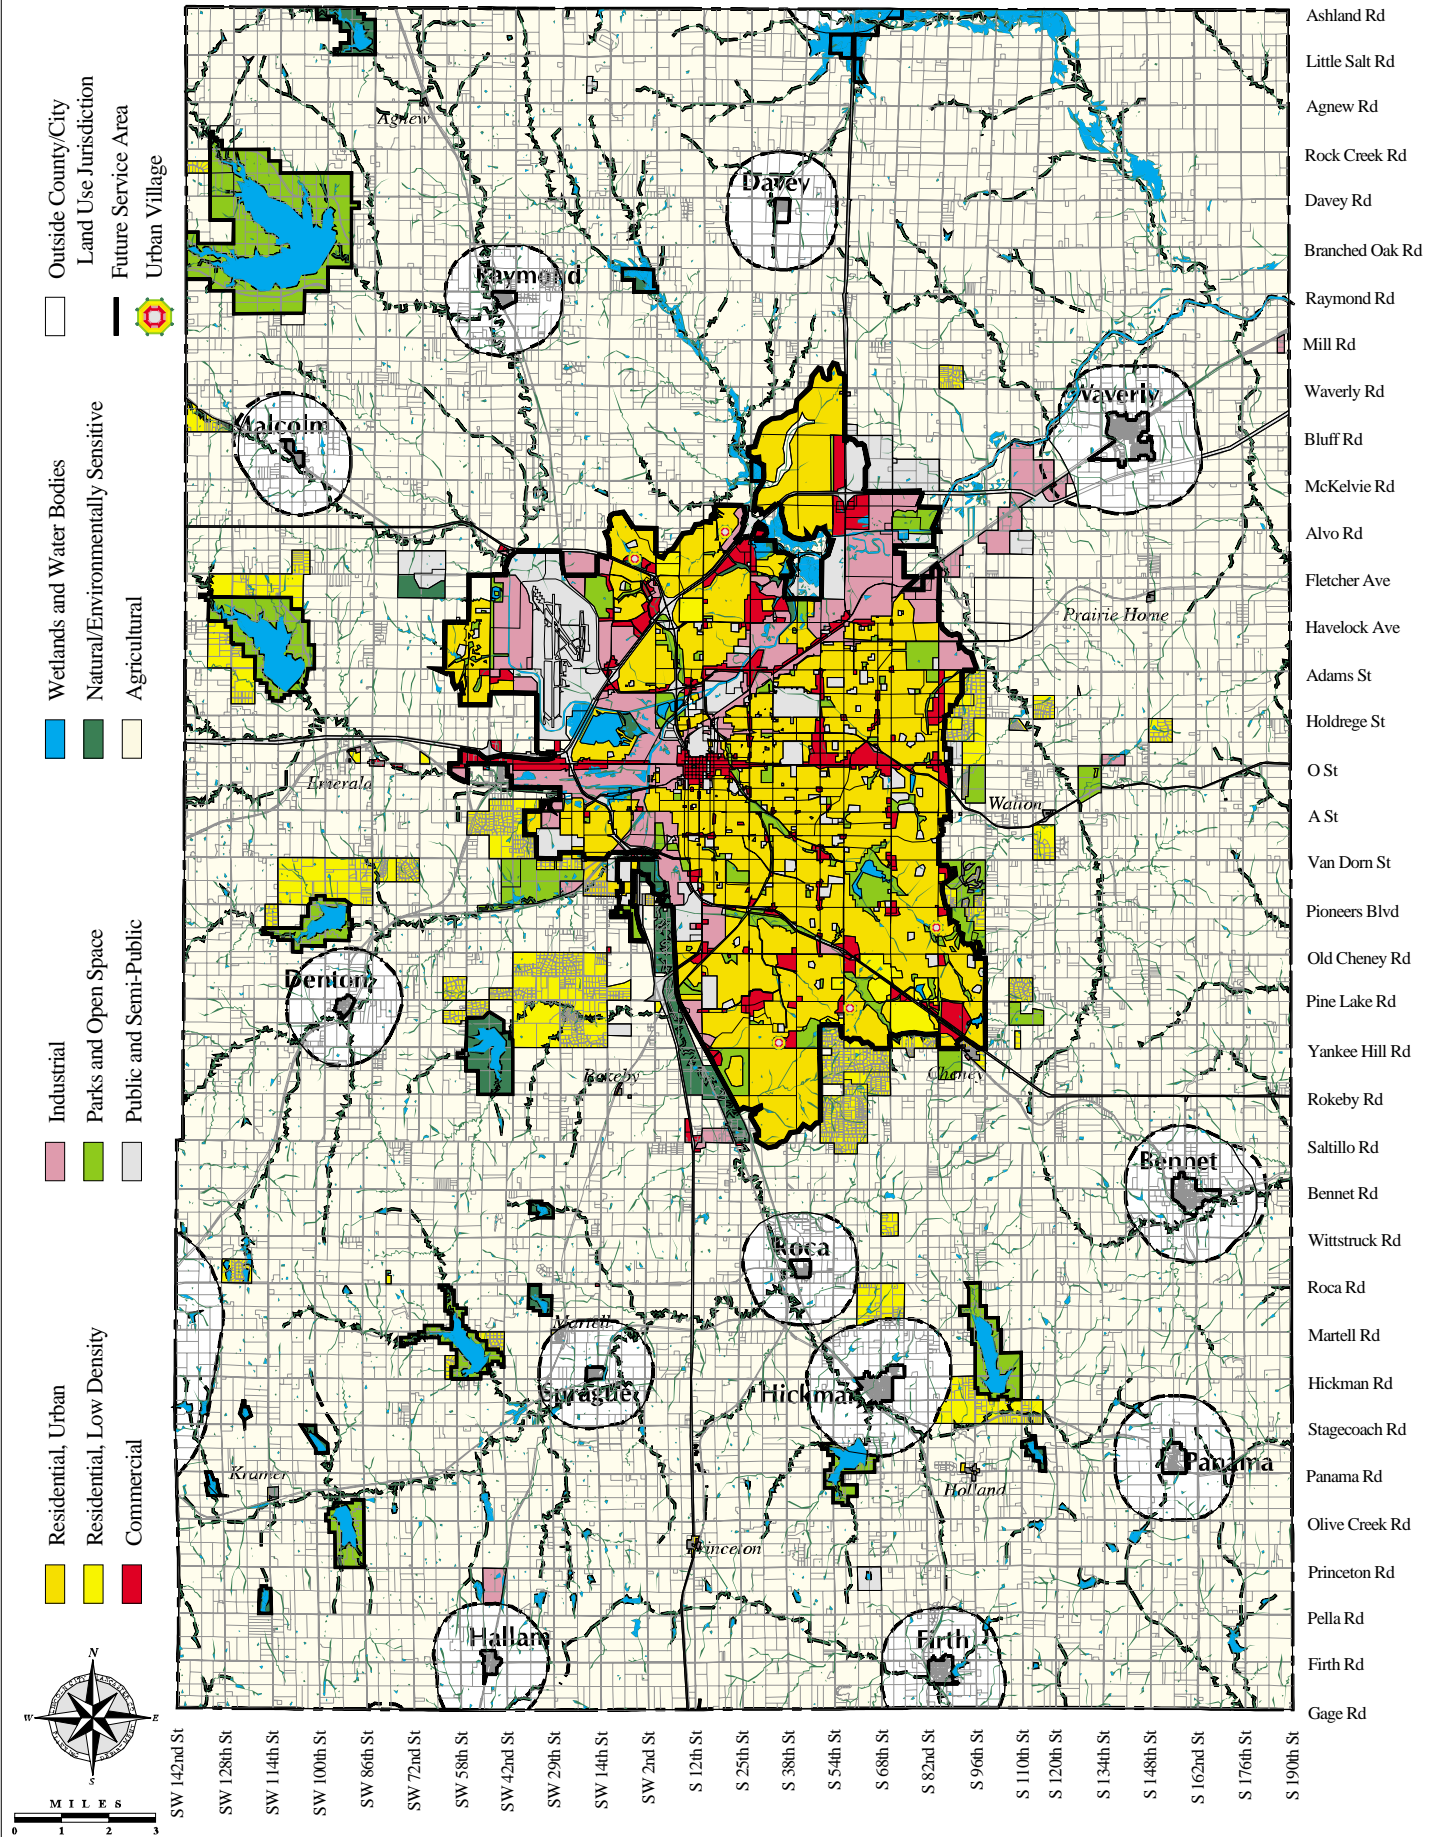 Outside County/City
Land Use Jurisdiction
Future Service Area
Urban Village
Wetlands and Water Bodies
Natural/Environmentally Sensitive
Agricultural
Industrial
Parks and Open Space
Public and Semi-Public
Residential, Urban
Residential, Low Density
Commercial
N
W
E
S
MILES
0 1 2 3
Agnew
Davey
Raymond
Malcolm
Waverly
Prairie Home
Emerald
Walton
Denton
Rokeby
Cheney
Bennet
Roca
Martell
Sprague
Hickman
Kramer
Holland
Panama
Princeton
Hallam
Firth
Ashland Rd
Little Salt Rd
Agnew Rd
Rock Creek Rd
Davey Rd
Branched Oak Rd
Raymond Rd
Mill Rd
Waverly Rd
Bluff Rd
McKelvie Rd
Alvo Rd
Fletcher Ave
Havelock Ave
Adams St
Holdrege St
O St
A St
Van Dorn St
Pioneers Blvd
Old Cheney Rd
Pine Lake Rd
Yankee Hill Rd
Rokeby Rd
Saltillo Rd
Bennet Rd
Wittstruck Rd
Roca Rd
Martell Rd
Hickman Rd
Stagecoach Rd
Panama Rd
Olive Creek Rd
Princeton Rd
Pella Rd
Firth Rd
Gage Rd
SW 142nd St
SW 128th St
SW 114th St
SW 100th St
SW 86th St
SW 72nd St
SW 58th St
SW 42nd St
SW 29th St
SW 14th St
SW 2nd St
S 12th St
S 25th St
S 38th St
S 54th St
S 68th St
S 82nd St
S 96th St
S 110th St
S 120th St
S 134th St
S 148th St
S 162nd St
S 176th St
S 190th St